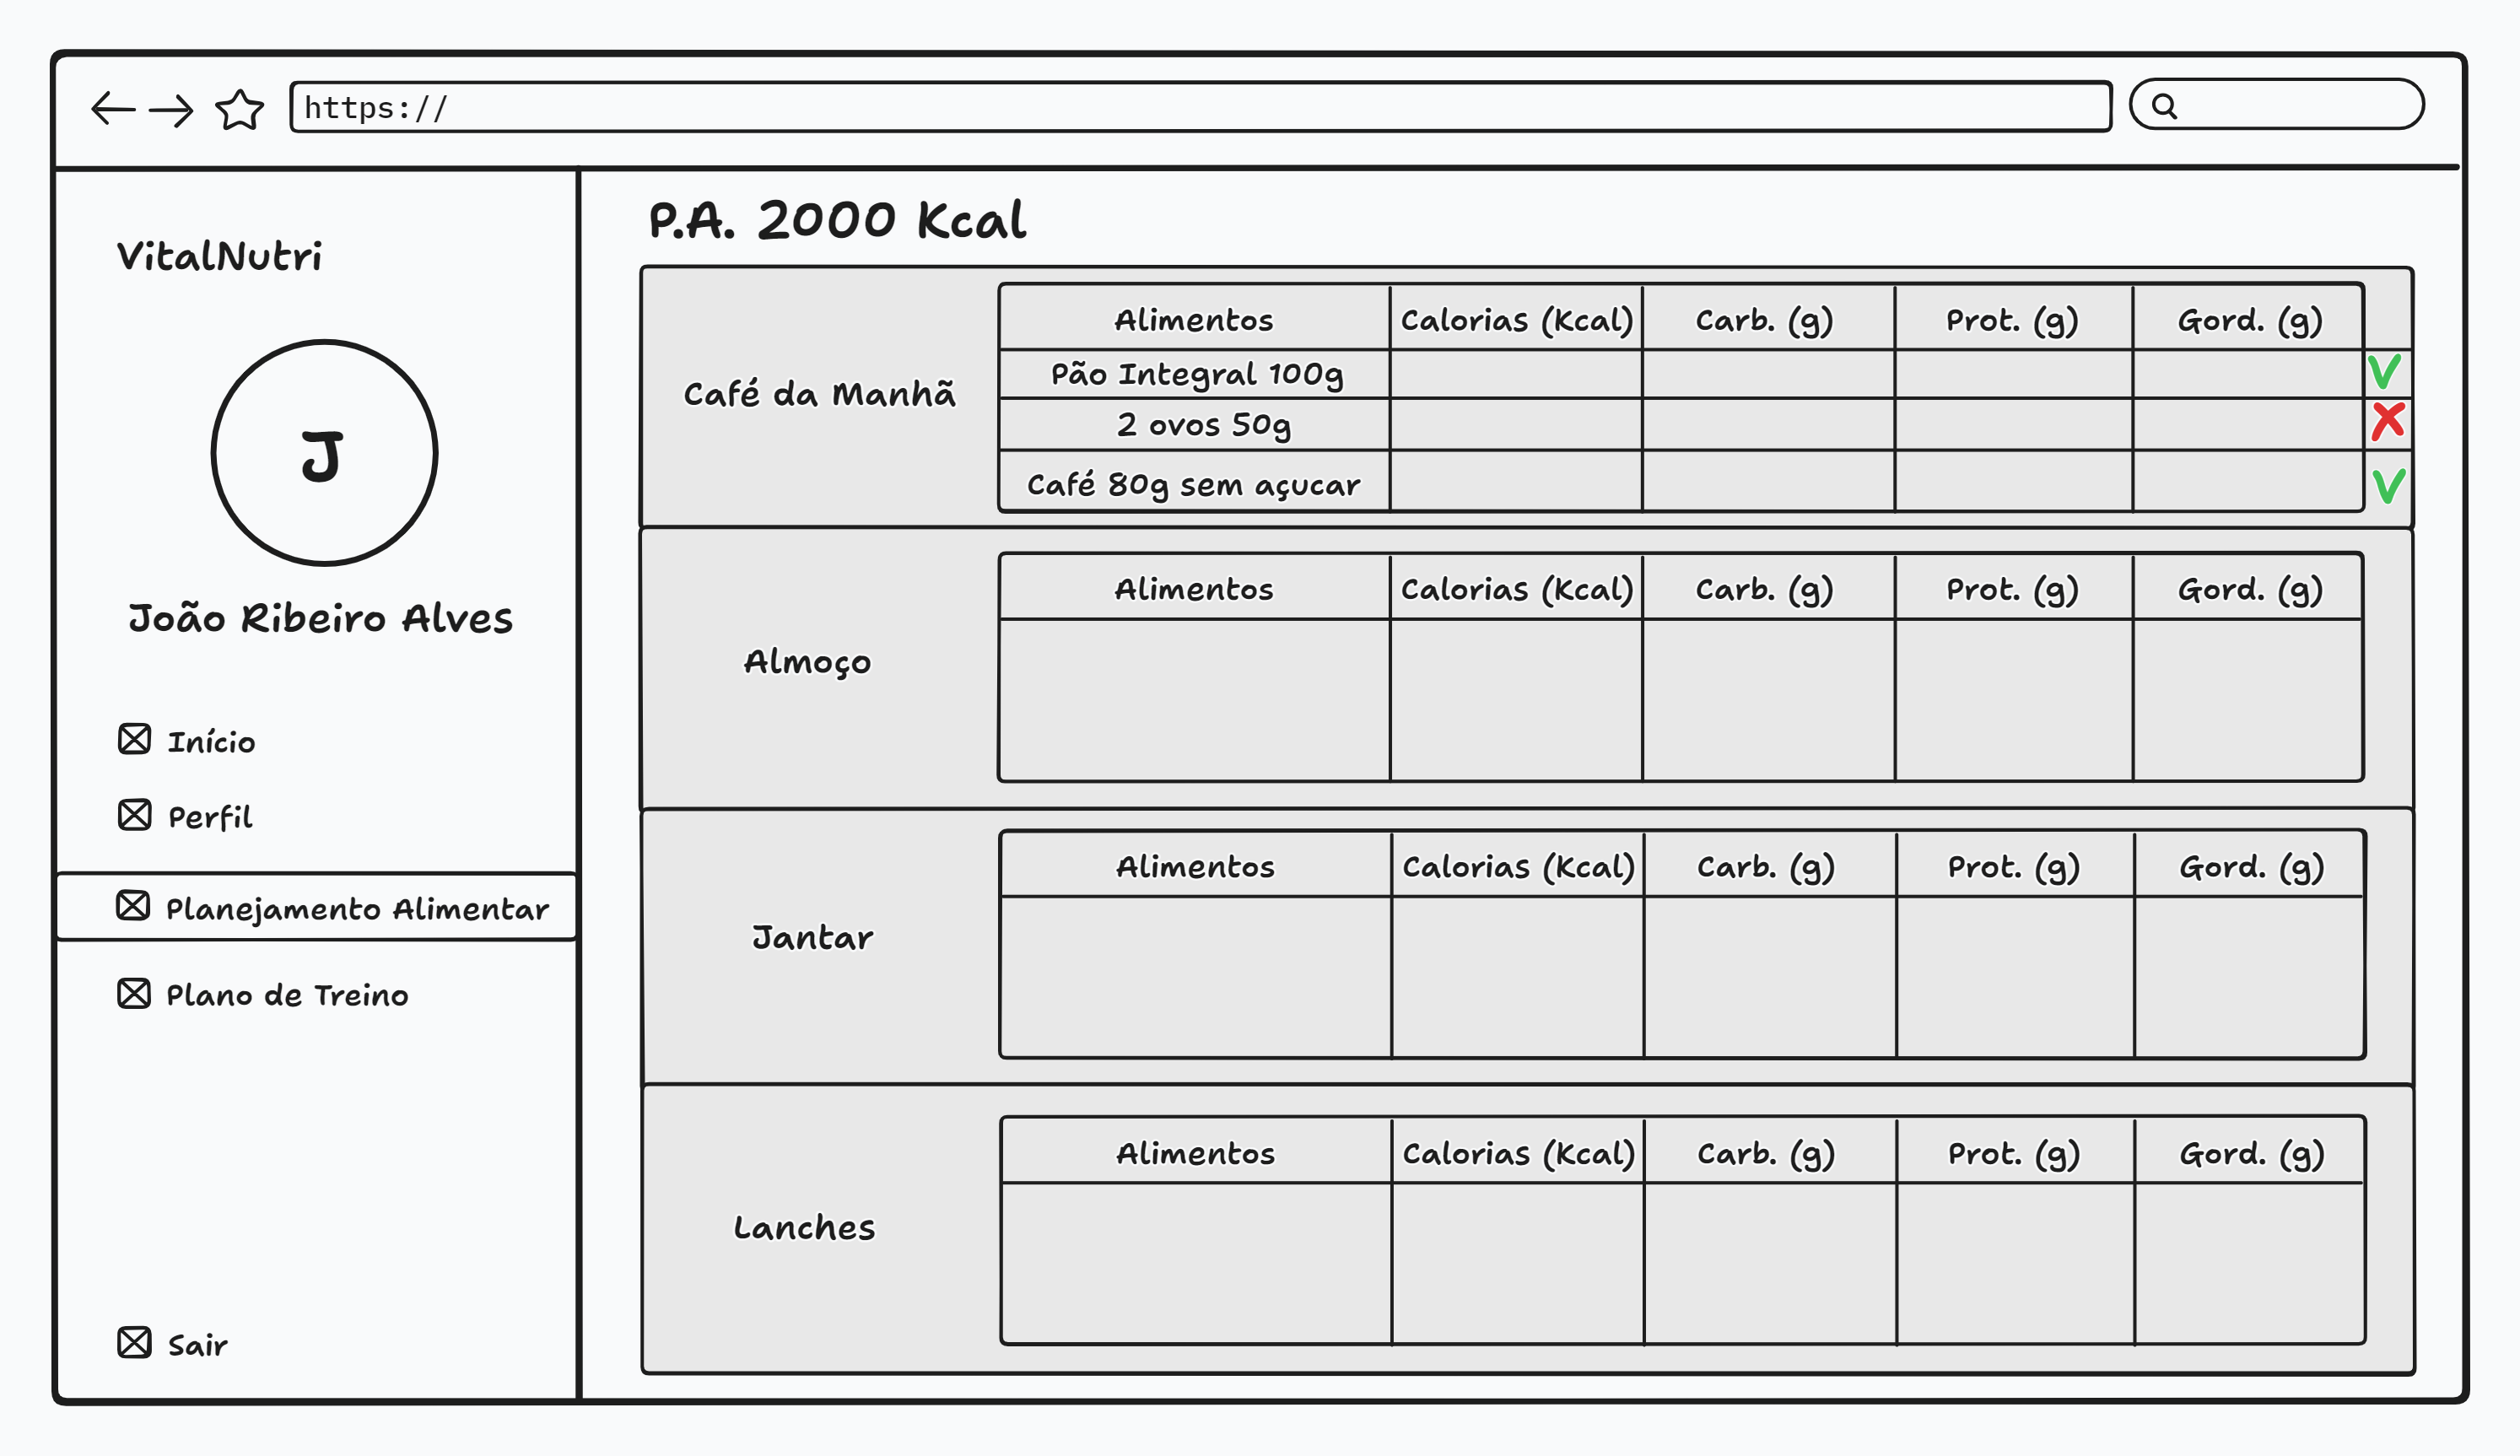 https://
VitalNutri
J
João Ribeiro Alves
Início
Perfil
Planejamento Alimentar
Plano de Treino
Sair
P.A. 2000 Kcal
Café da Manhã
Alimentos Calorias (Kcal) Carb. (g) Prot. (g) Gord. (g)
Pão Integral 100g
2 ovos 50g
Café 80g sem açucar
Almoço
Alimentos Calorias (Kcal) Carb. (g) Prot. (g) Gord. (g)
Jantar
Alimentos Calorias (Kcal) Carb. (g) Prot. (g) Gord. (g)
Lanches
Alimentos Calorias (Kcal) Carb. (g) Prot. (g) Gord. (g)